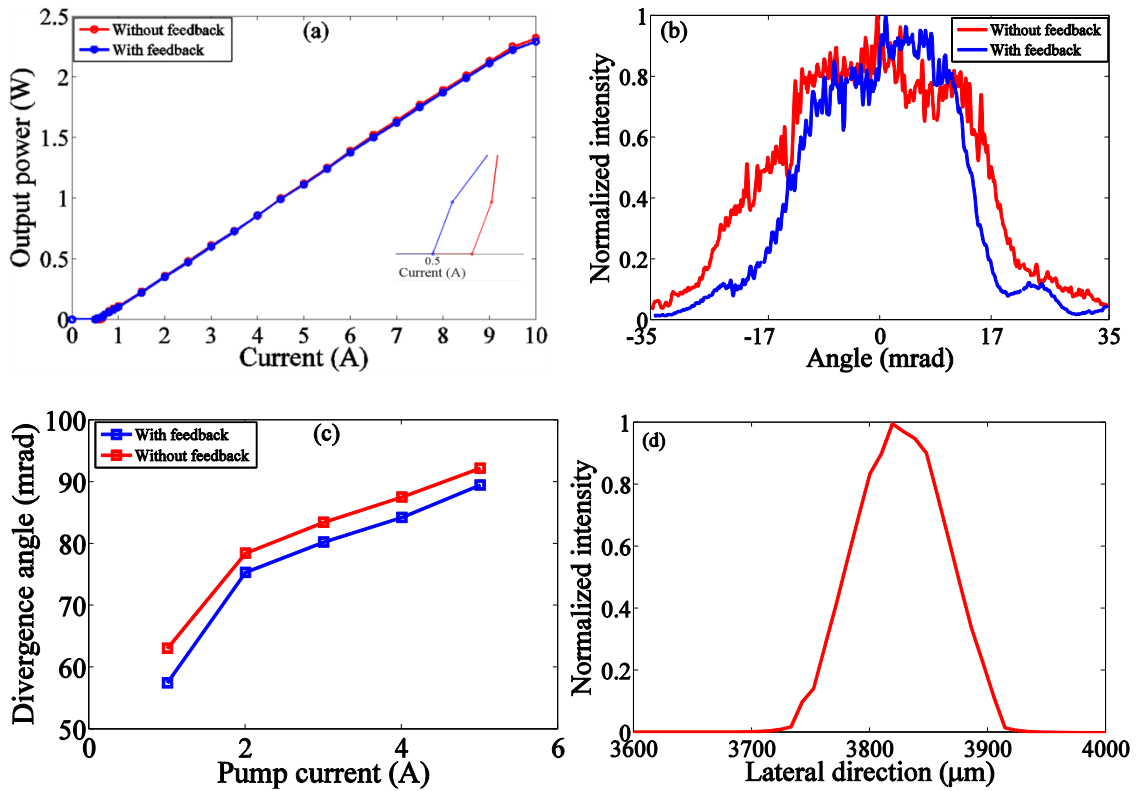 (a)
Without feedback
With feedback
Output power (W)
2.5
2
1.5
1
0.5
0
0.5
Current (A)
0 1 2 3 4 5 6 7 8 9 10
Current (A)
(b)
Without feedback
With feedback
Normalized intensity
1
0.8
0.6
0.4
0.2
0
-35 -17 0 17 35
Angle (mrad)
(c)
With feedback
Without feedback
Divergence angle (mrad)
100
90
80
70
60
50
0 2 4 6
Pump current (A)
(d)
Normalized intensity
1
0.8
0.6
0.4
0.2
0
3600 3700 3800 3900 4000
Lateral direction (μm)